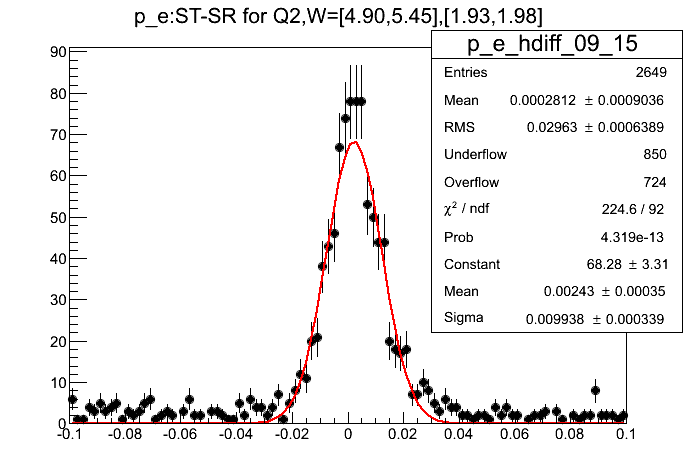 p_e:ST-SR for Q2,W=[4.90,5.45],[1.93,1.98]
p_e_hdiff_09_15
Entries 2649
Mean 0.0002812 ± 0.0009036
RMS 0.02963 ± 0.0006389
Underflow 850
Overflow 724
χ² / ndf 224.6 / 92
Prob 4.319e-13
Constant 68.28 ± 3.31
Mean 0.00243 ± 0.00035
Sigma 0.009938 ± 0.000339
90
80
70
60
50
40
30
20
10
0
-0.1 -0.08 -0.06 -0.04 -0.02 0 0.02 0.04 0.06 0.08 0.1